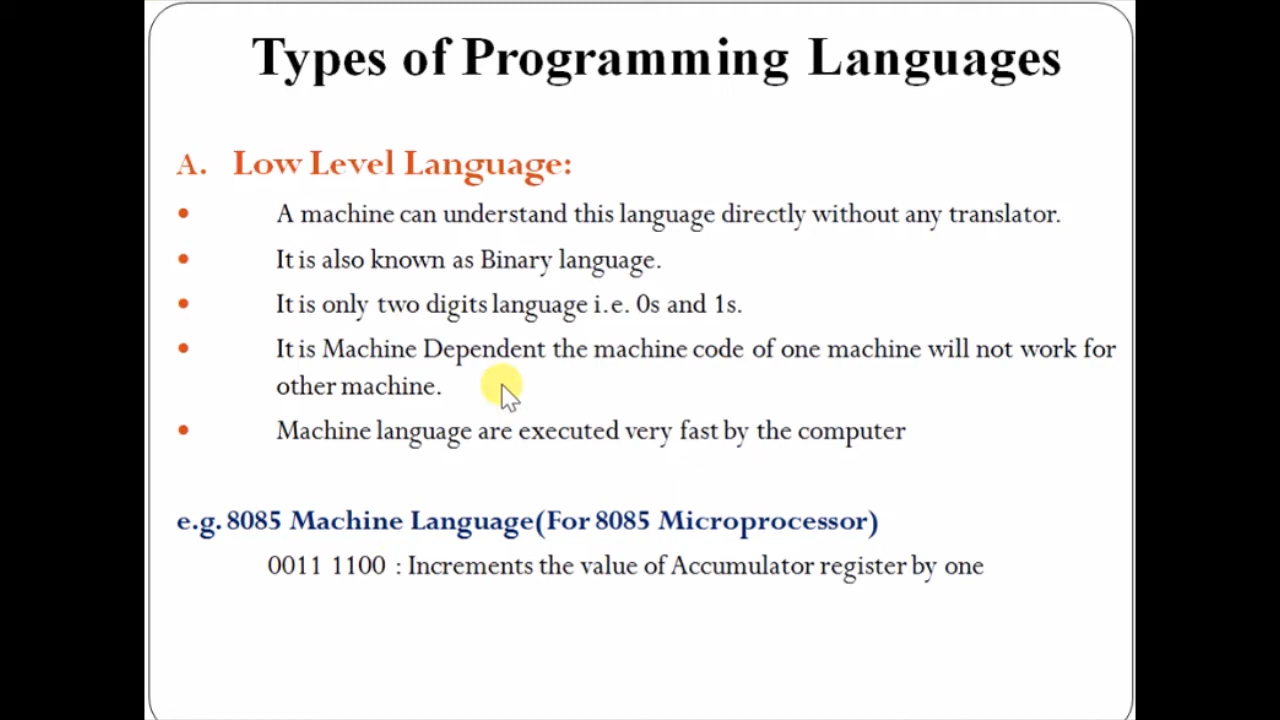 Types of Programming Languages
A. Low Level Language:
• A machine can understand this language directly without any translator.
• It is also known as Binary language.
• It is only two digits language i.e. 0s and 1s.
• It is Machine Dependent the machine code of one machine will not work for
other machine.
• Machine language are executed very fast by the computer
e.g. 8085 Machine Language(For 8085 Microprocessor)
0011 1100 : Increments the value of Accumulator register by one